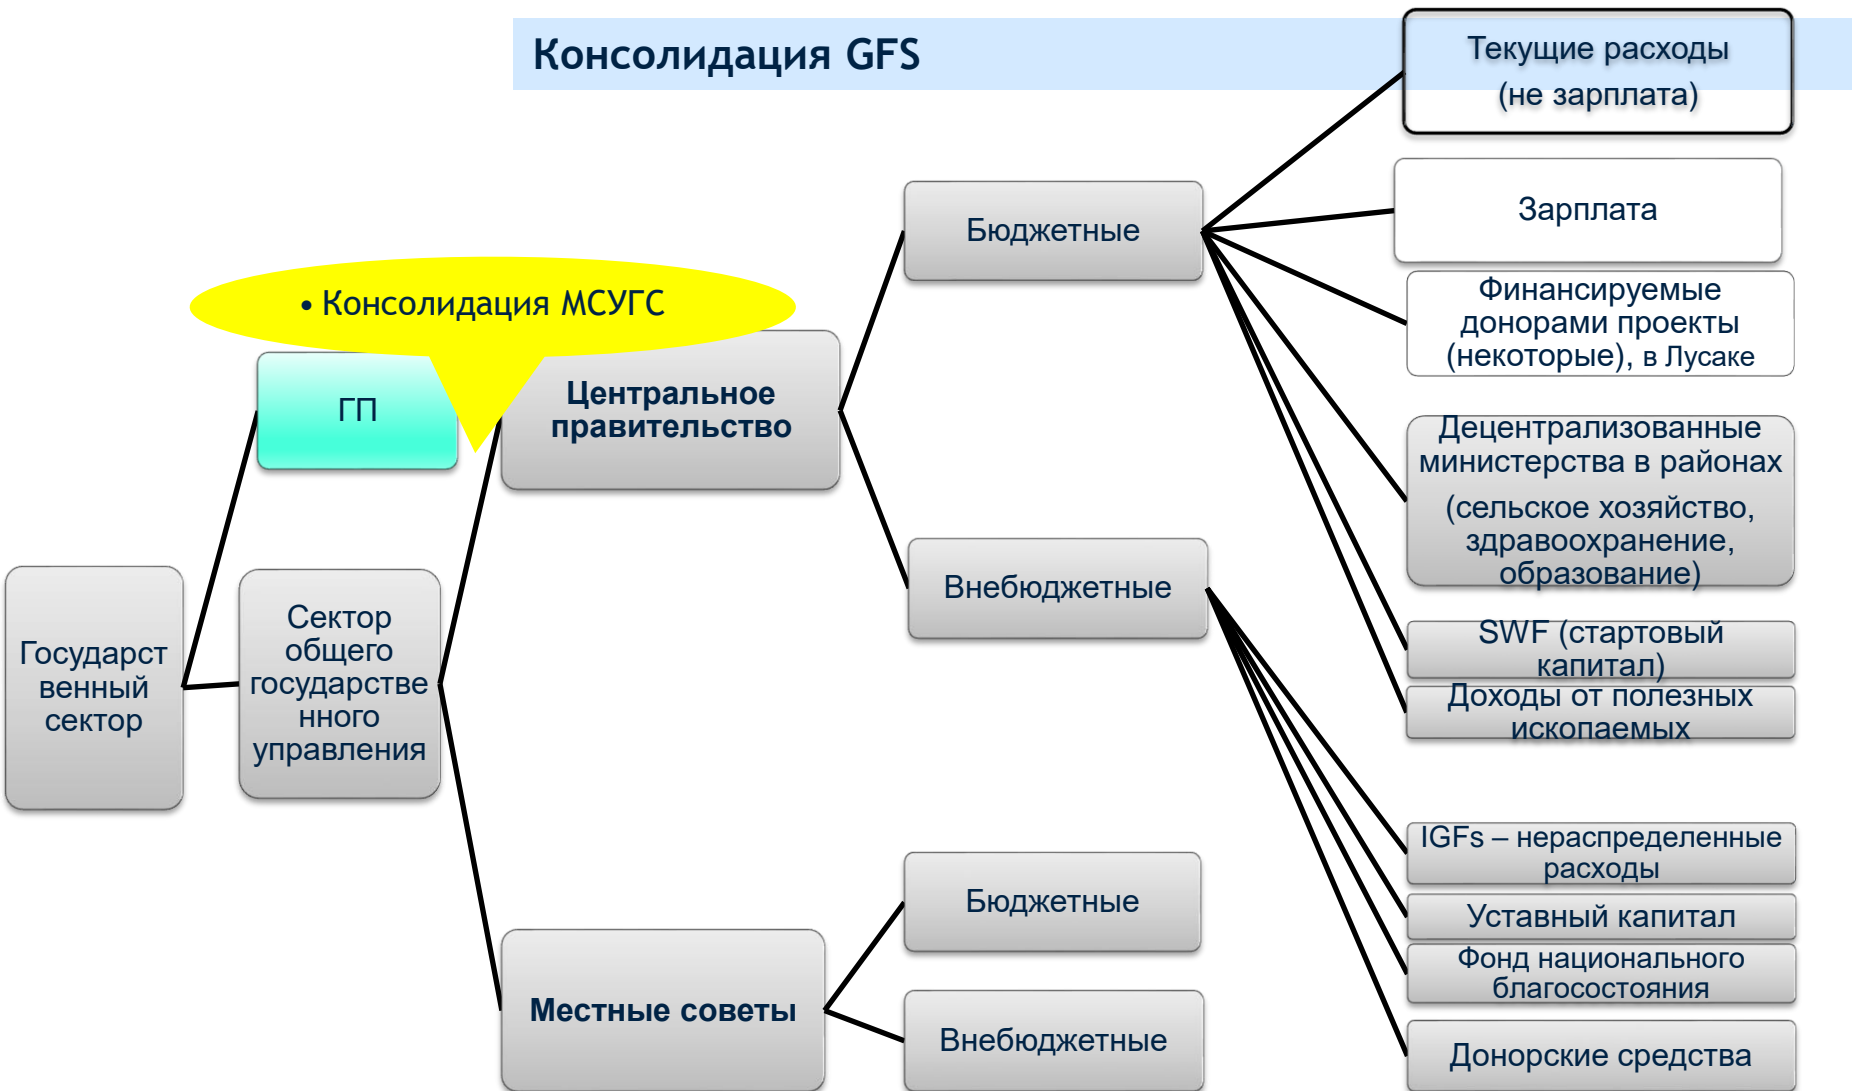 Консолидация GFS
Текущие расходы
(не зарплата)
Зарплата
Бюджетные
Финансируемые
донорами проекты
(некоторые), в Лусаке
• Консолидация МСУГС
ГП
Центральное
правительство
Децентрализованные
министерства в районах
(сельское хозяйство,
здравоохранение,
образование)
Внебюджетные
Государст
венный
сектор
Сектор
общего
государстве
нного
управления
SWF (стартовый
капитал)
Доходы от полезных
ископаемых
IGFs – нераспределенные
расходы
Уставный капитал
Фонд национального
благосостояния
Донорские средства
Местные советы
Бюджетные
Внебюджетные